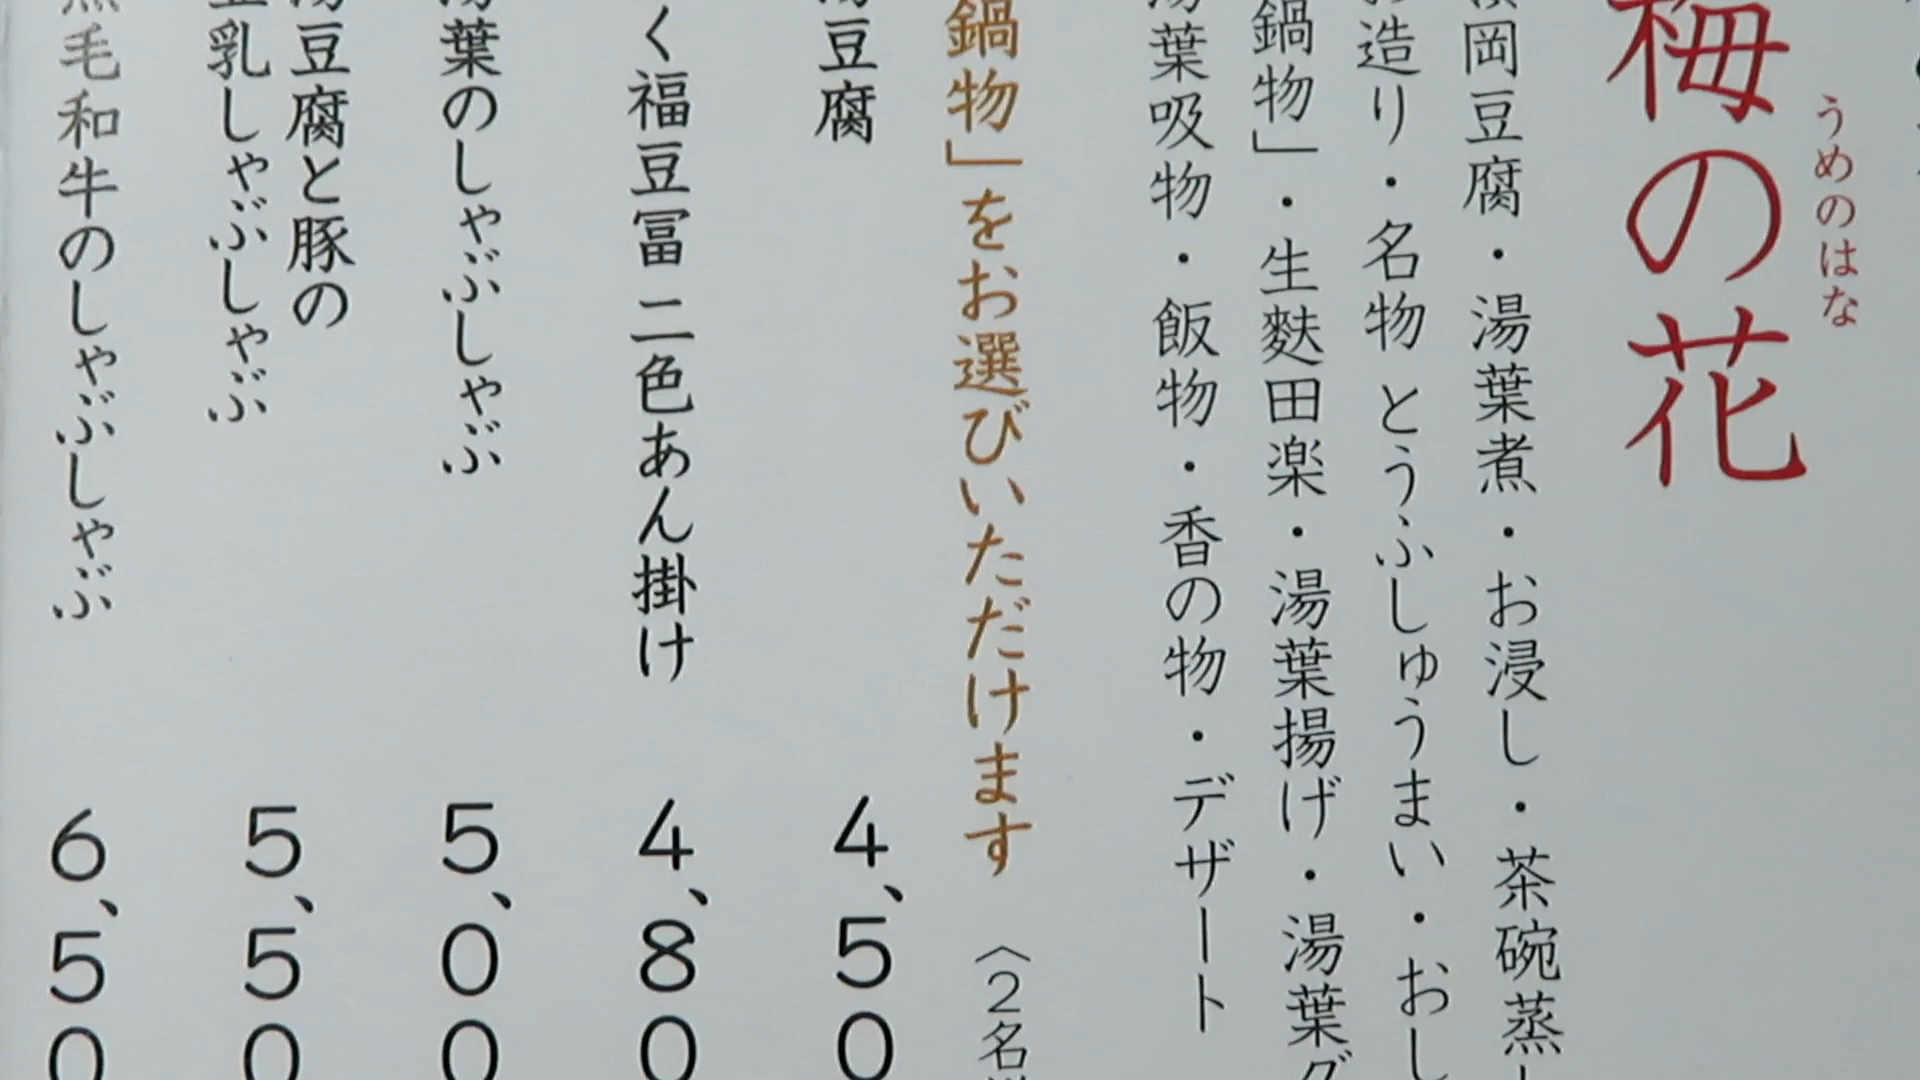 うめのはな
梅の花
岡豆腐・湯葉煮・お浸し・茶碗蒸
造り・名物 とうふしゅうまい・おし
鍋物」・生麩田楽・湯葉揚げ・湯葉グ
湯葉吸物・飯物・香の物・デザート
鍋物」をお選びいただけます 〈2名
湯豆腐 4、50
く福豆冨 二色あん掛け 4、80
湯葉のしゃぶしゃぶ 5、00
湯豆腐と豚の
豆乳しゃぶしゃぶ 5、50
黒毛和牛のしゃぶしゃぶ 6、50